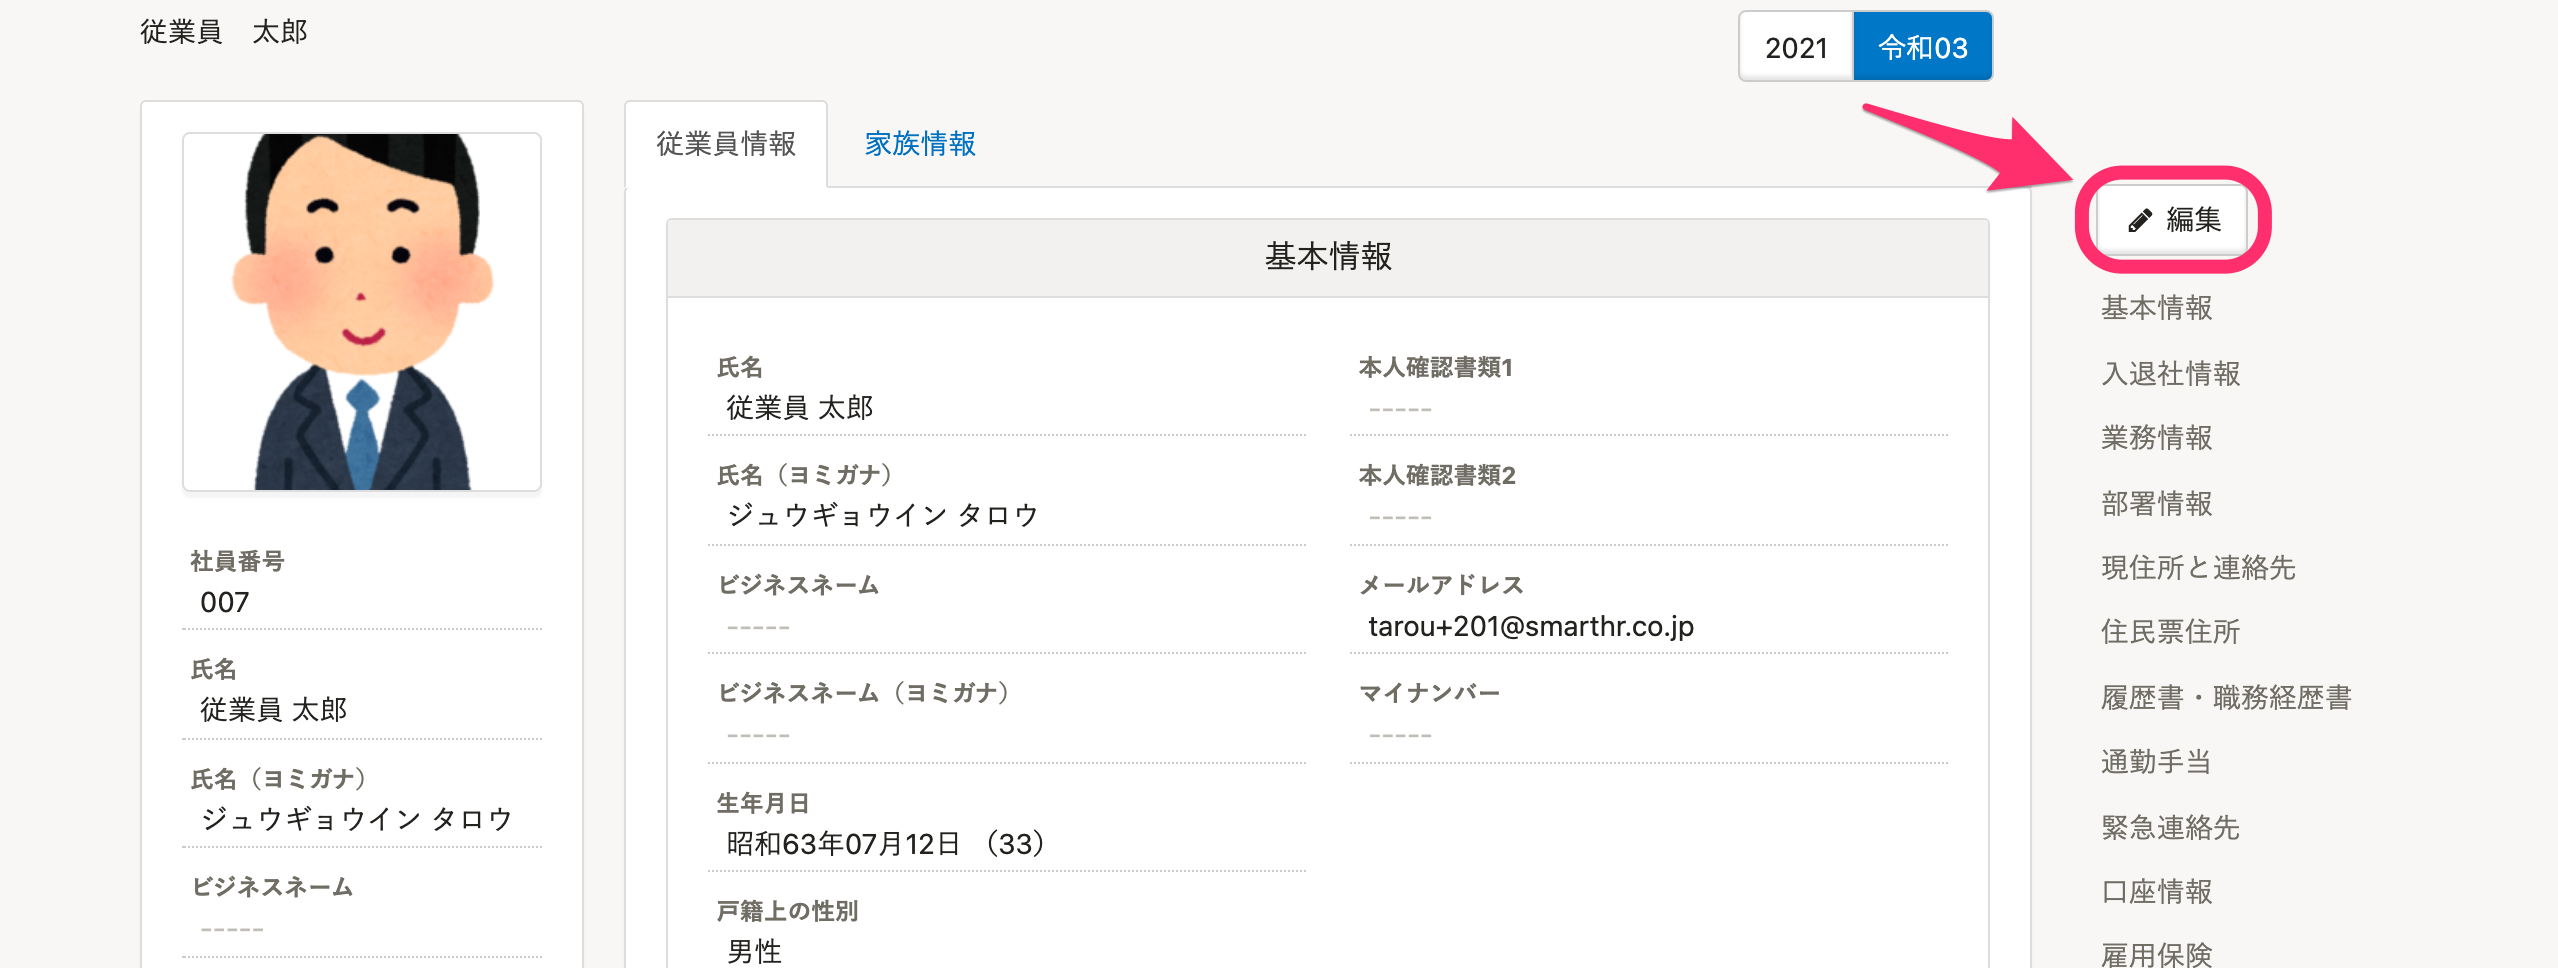 従業員　太郎
2021
令和03
社員番号
007
氏名
従業員 太郎
氏名（ヨミガナ）
ジュウギョウイン タロウ
ビジネスネーム
-----
従業員情報
家族情報
基本情報
氏名
従業員 太郎
氏名（ヨミガナ）
ジュウギョウイン タロウ
ビジネスネーム
-----
ビジネスネーム（ヨミガナ）
-----
生年月日
昭和63年07月12日 （33）
戸籍上の性別
男性
本人確認書類1
-----
本人確認書類2
-----
メールアドレス
tarou+201@smarthr.co.jp
マイナンバー
-----
編集
基本情報
入退社情報
業務情報
部署情報
現住所と連絡先
住民票住所
履歴書・職務経歴書
通勤手当
緊急連絡先
口座情報
雇用保険